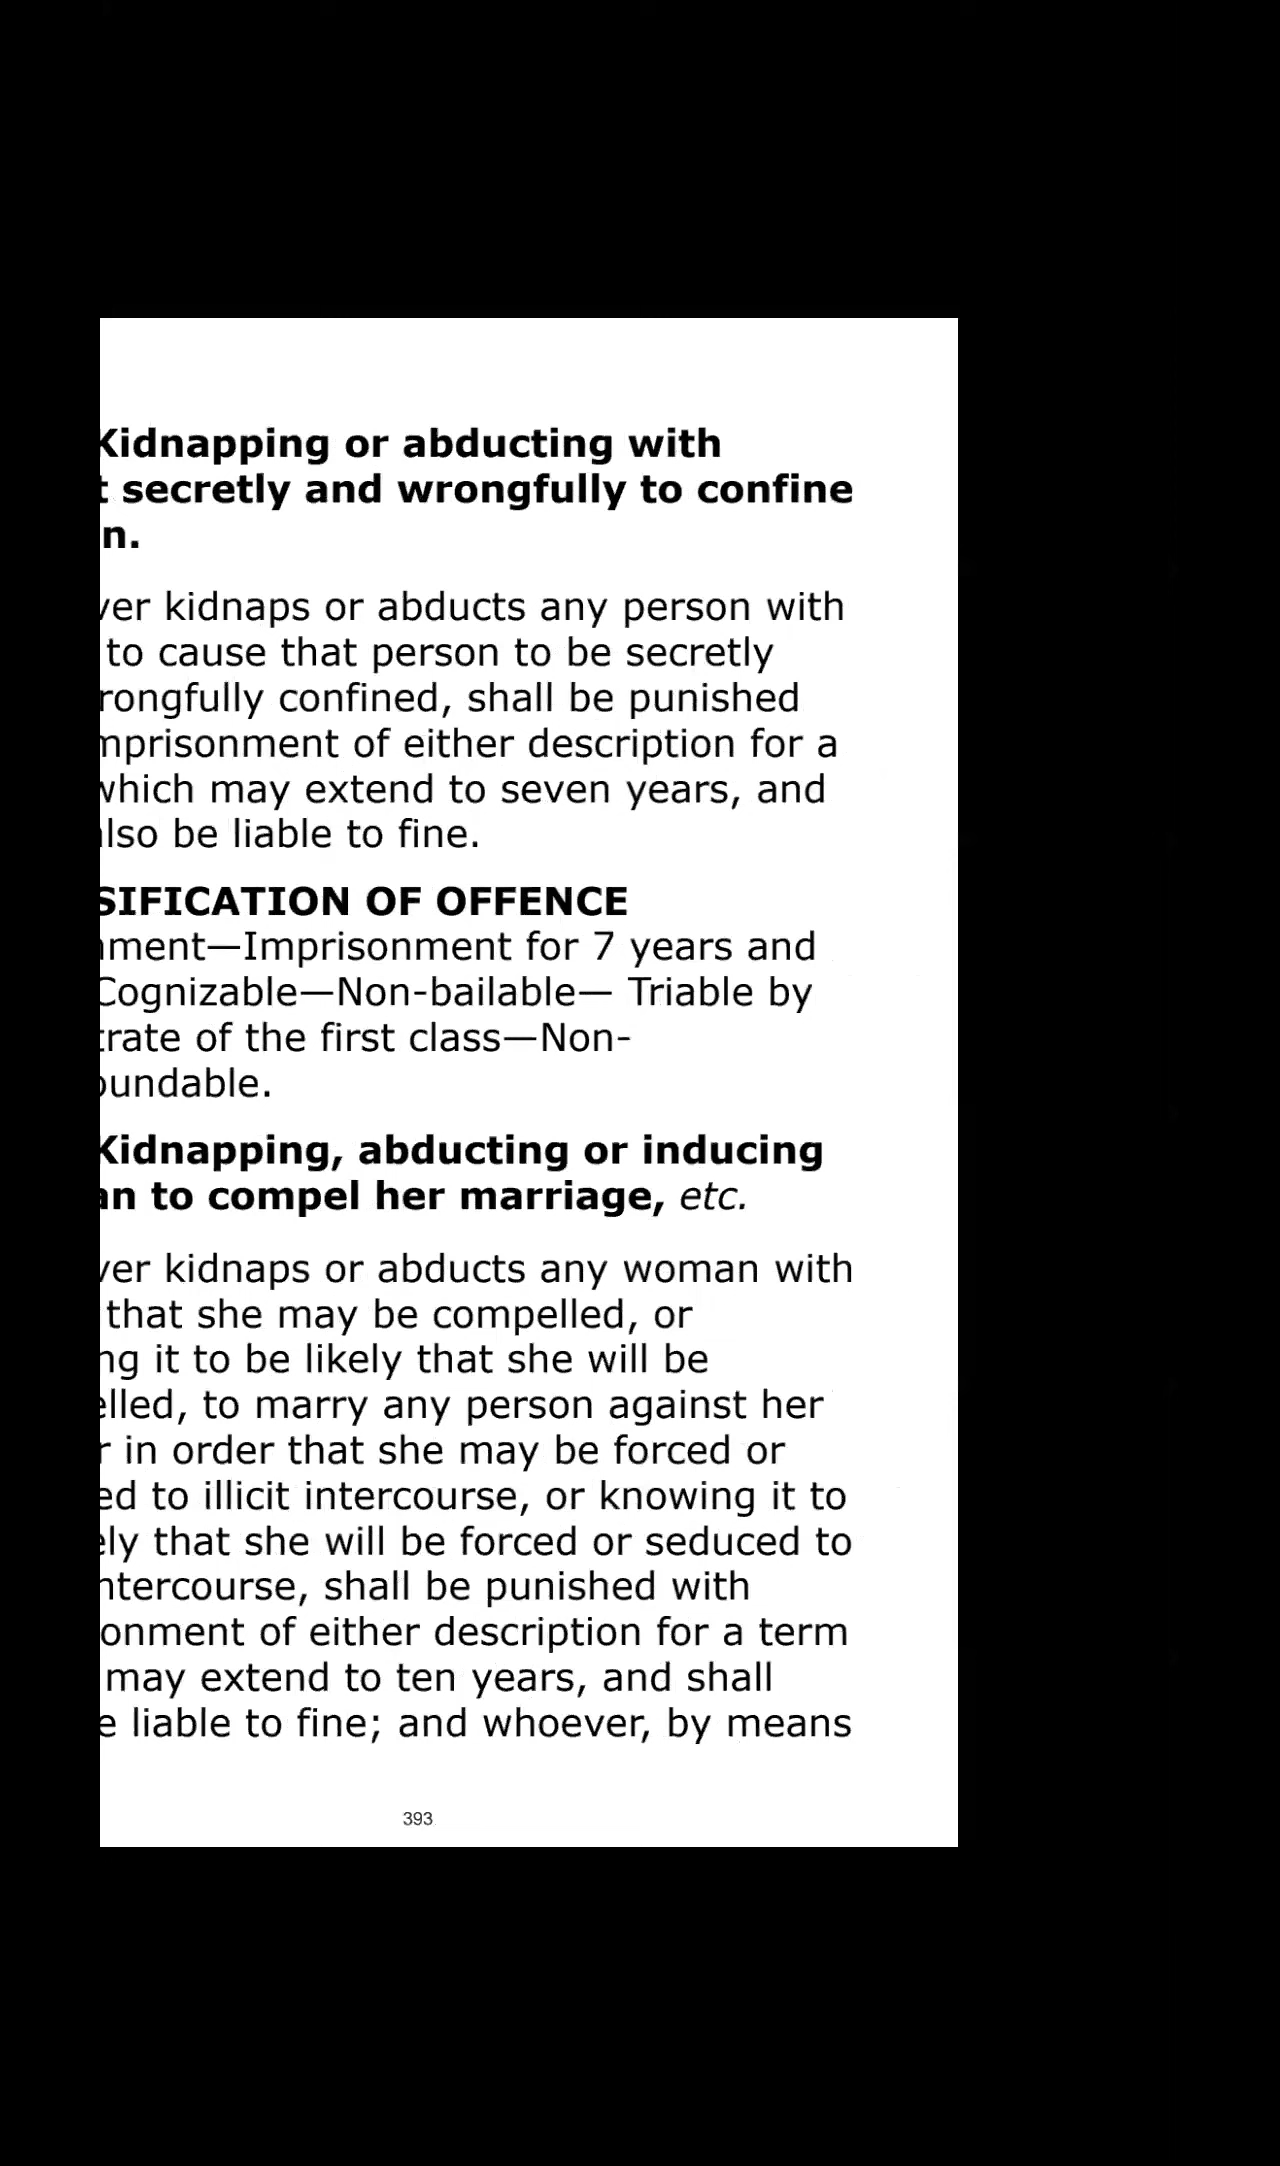 Kidnapping or abducting with
t secretly and wrongfully to confine
n.
ver kidnaps or abducts any person with
to cause that person to be secretly
rongfully confined, shall be punished
mprisonment of either description for a
which may extend to seven years, and
lso be liable to fine.
SIFICATION OF OFFENCE
nment—Imprisonment for 7 years and
Cognizable—Non-bailable— Triable by
trate of the first class—Non-
oundable.
Kidnapping, abducting or inducing
an to compel her marriage, etc.
ver kidnaps or abducts any woman with
that she may be compelled, or
ng it to be likely that she will be
elled, to marry any person against her
r in order that she may be forced or
ed to illicit intercourse, or knowing it to
ely that she will be forced or seduced to
ntercourse, shall be punished with
onment of either description for a term
may extend to ten years, and shall
e liable to fine; and whoever, by means
393